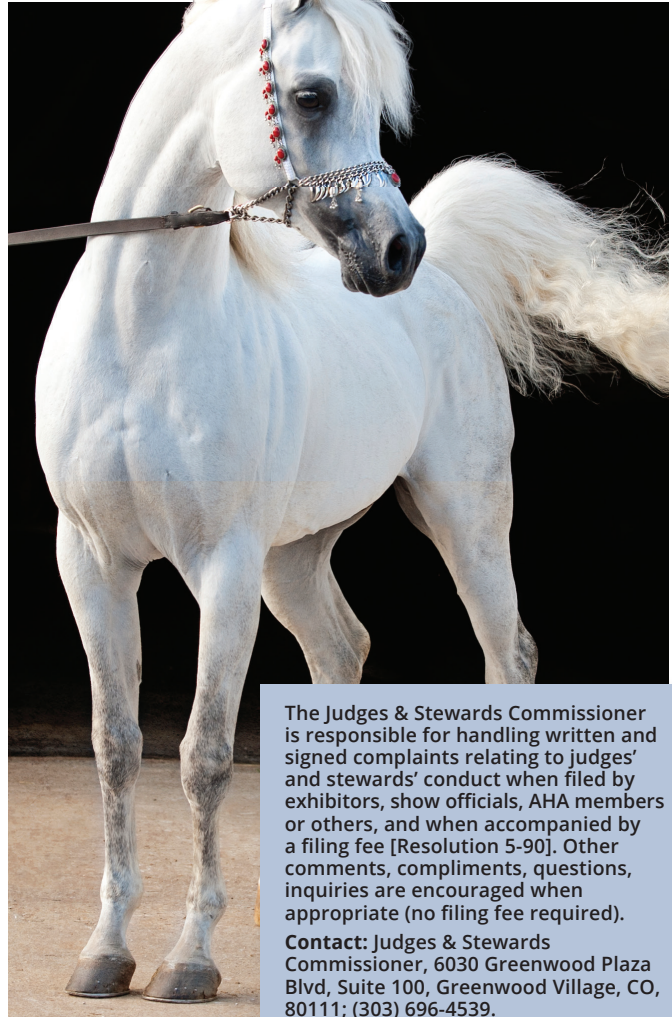 The Judges & Stewards Commissioner
is responsible for handling written and
signed complaints relating to judges’
and stewards’ conduct when filed by
exhibitors, show officials, AHA members
or others, and when accompanied by
a filing fee [Resolution 5-90]. Other
comments, compliments, questions,
inquiries are encouraged when
appropriate (no filing fee required).
Contact: Judges & Stewards
Commissioner, 6030 Greenwood Plaza
Blvd, Suite 100, Greenwood Village, CO,
80111; (303) 696-4539.